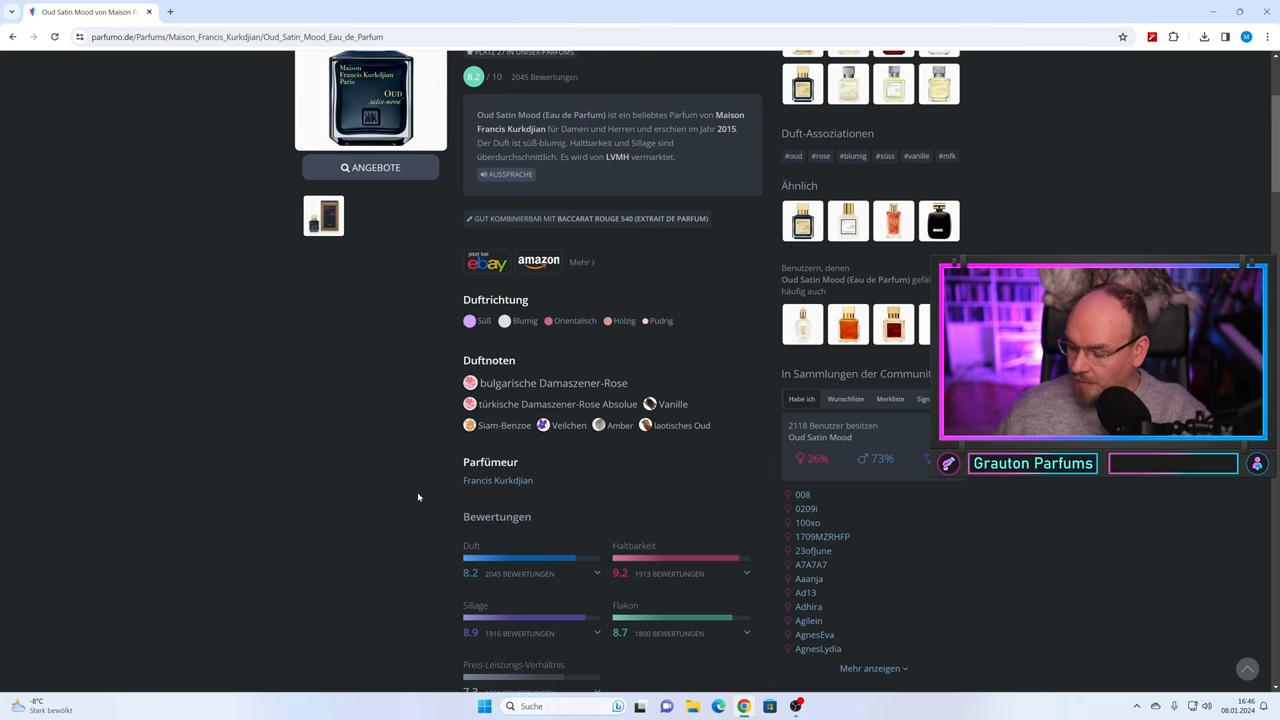 Oud Satin Mood von Maison F
parfumo.de/Parfums/Maison_Francis_Kurkdjian/Oud_Satin_Mood_Eau_de_Parfum
M
Maison
Francis Kurkdjian
Paris
OUD
satin mood
ANGEBOTE
PLATZ 27 IN UNISEX-PARFUMS
8.2 / 10 2045 Bewertungen
Oud Satin Mood (Eau de Parfum) ist ein beliebtes Parfum von Maison
Francis Kurkdjian für Damen und Herren und erschien im Jahr 2015.
Der Duft ist süß-blumig. Haltbarkeit und Sillage sind
überdurchschnittlich. Es wird von LVMH vermarktet.
AUSSPRACHE
GUT KOMBINIERBAR MIT BACCARAT ROUGE 540 (EXTRAIT DE PARFUM)
jetzt bei
ebay amazon Mehr
Duftrichtung
Süß Blumig Orientalisch Holzig Pudrig
Duftnoten
bulgarische Damaszener-Rose
türkische Damaszener-Rose Absolue Vanille
Siam-Benzoe Veilchen Amber laotisches Oud
Parfümeur
Francis Kurkdjian
Bewertungen
Duft Haltbarkeit
8.2 2045 BEWERTUNGEN 9.2 1913 BEWERTUNGEN
Sillage Flakon
8.9 1916 BEWERTUNGEN 8.7 1800 BEWERTUNGEN
Preis-Leistungs-Verhältnis
Duft-Assoziationen
#oud #rose #blumig #süss #vanille #mfk
Ähnlich
Benutzern, denen
Oud Satin Mood (Eau de Parfum) gefäl
häufig auch
In Sammlungen der Communit
Habe ich Wunschliste Merkliste Sign
2118 Benutzer besitzen
Oud Satin Mood
26% 73%
008
0209i
100xo
1709MZRHFP
23ofJune
A7A7A7
Aaanja
Ad13
Adhira
Agilein
AgnesEva
AgnesLydia
Mehr anzeigen
Grauton Parfums
-8°C
Stark bewölkt
Suche
16:46
08.01.2024